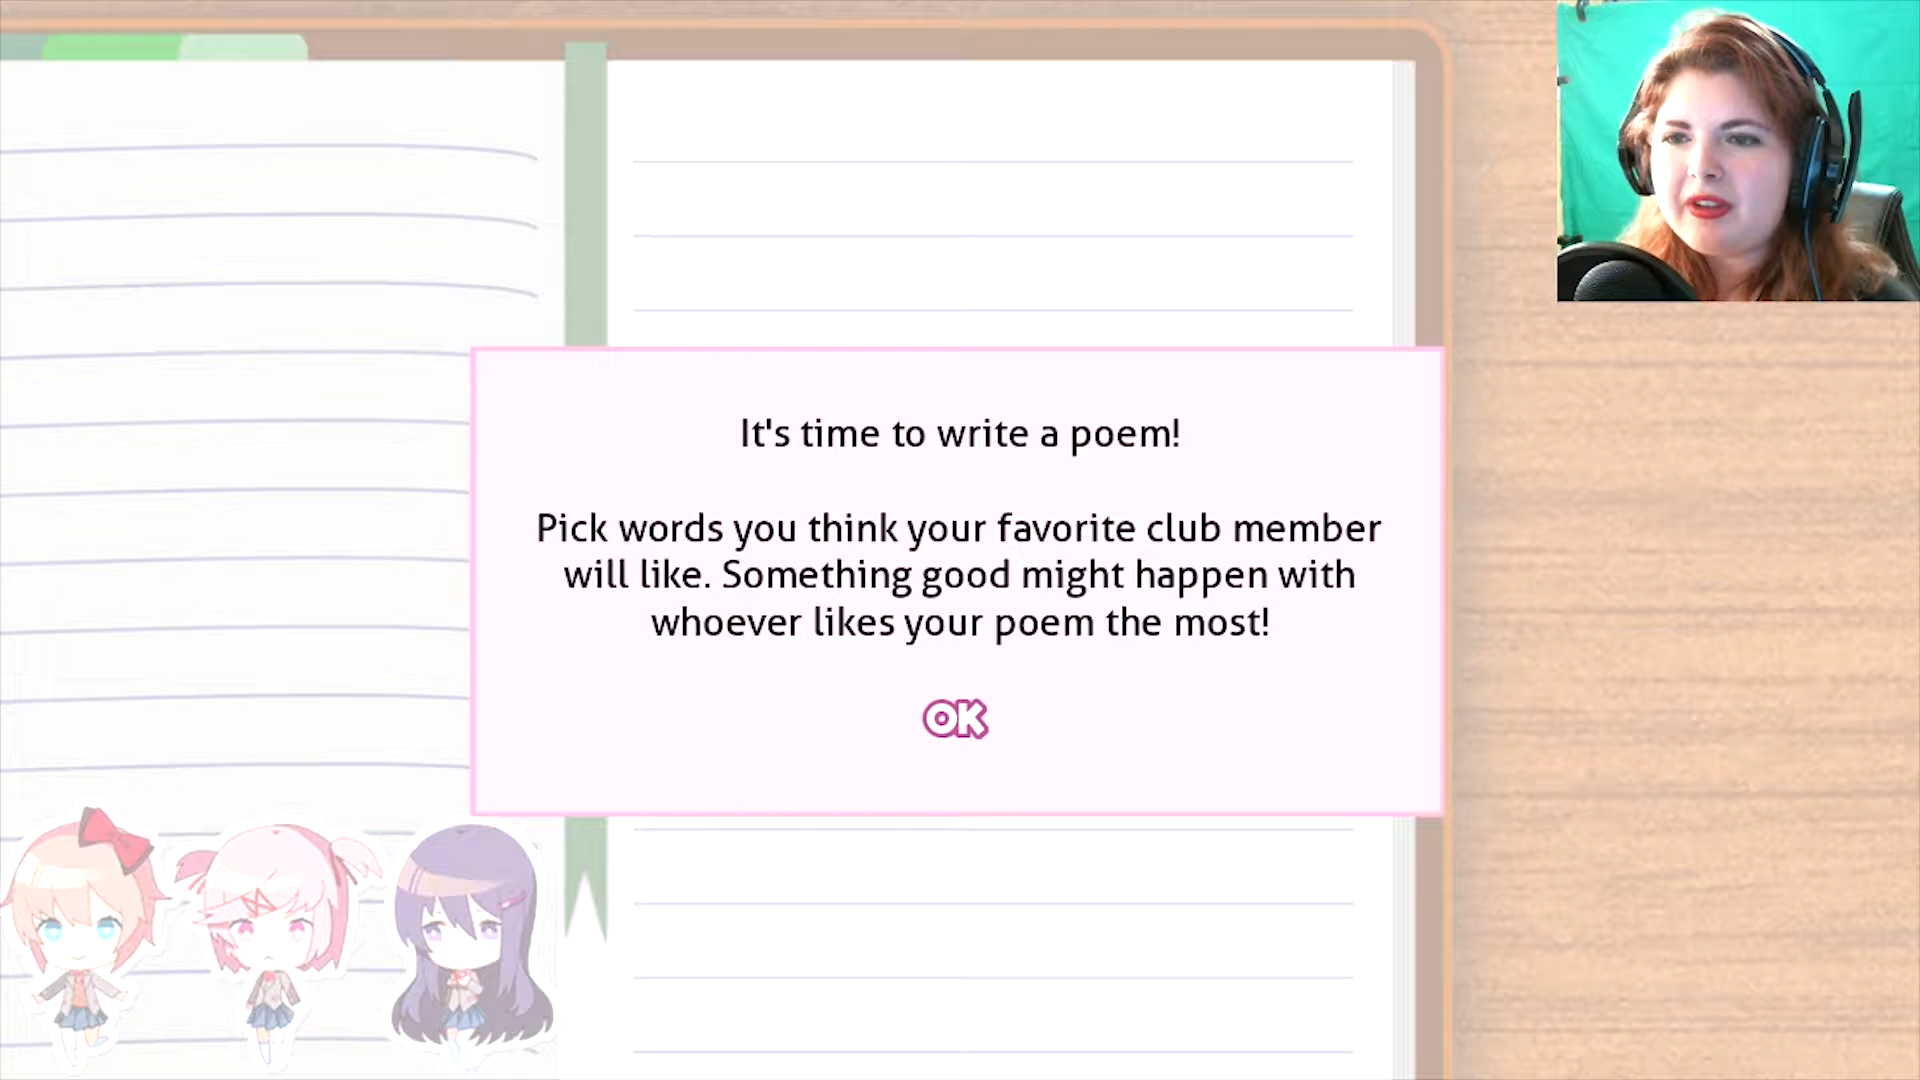 It's time to write a poem!
Pick words you think your favorite club member
will like. Something good might happen with
whoever likes your poem the most!
OK